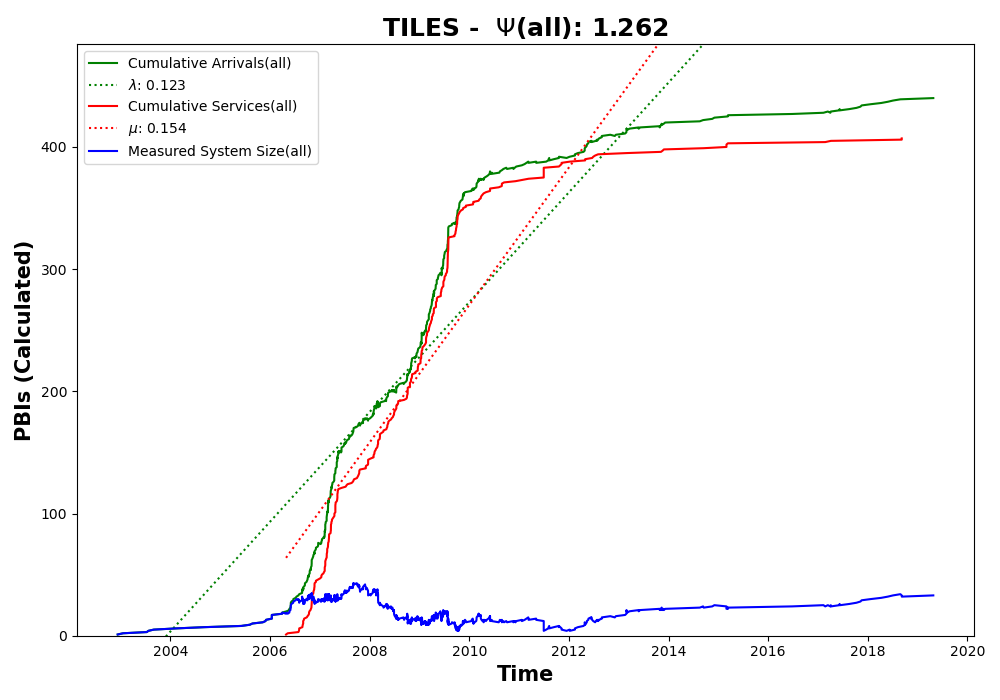 TILES -  Ψ(all): 1.262
Cumulative Arrivals(all)
λ: 0.123
Cumulative Services(all)
μ: 0.154
Measured System Size(all)
PBIs (Calculated)
400
300
200
100
0
2004 2006 2008 2010 2012 2014 2016 2018 2020
Time